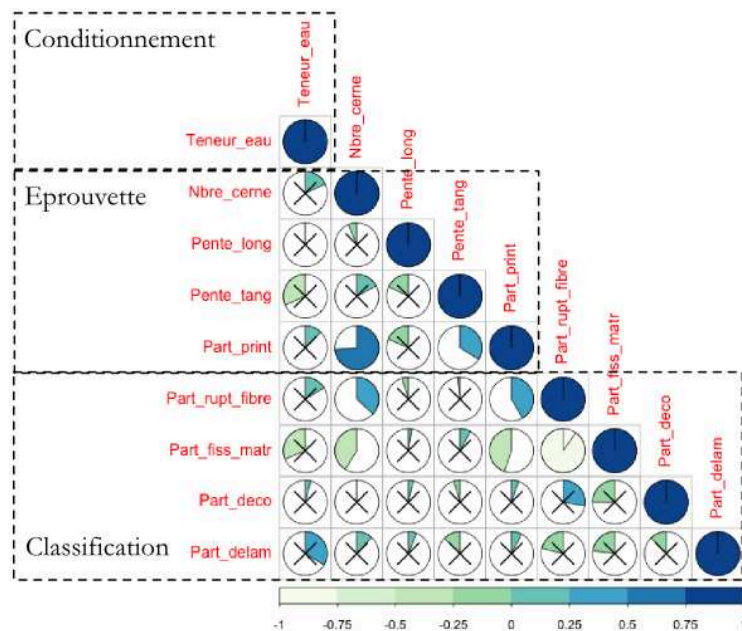 Conditionnement
Teneur_eau
Teneur_eau
Nbre_cerne
Eprouvette
Nbre_cerne
Pente_long
Pente_long
Pente_tang
Pente_tang
Part_print
Part_print
Part_rupt_fibre
Part_rupt_fibre
Part_fiss_matr
Part_fiss_matr
Part_deco
Part_deco
Part_delam
Classification
Part_delam
-1 -0.75 -0.5 -0.25 0 0.25 0.5 0.75 1